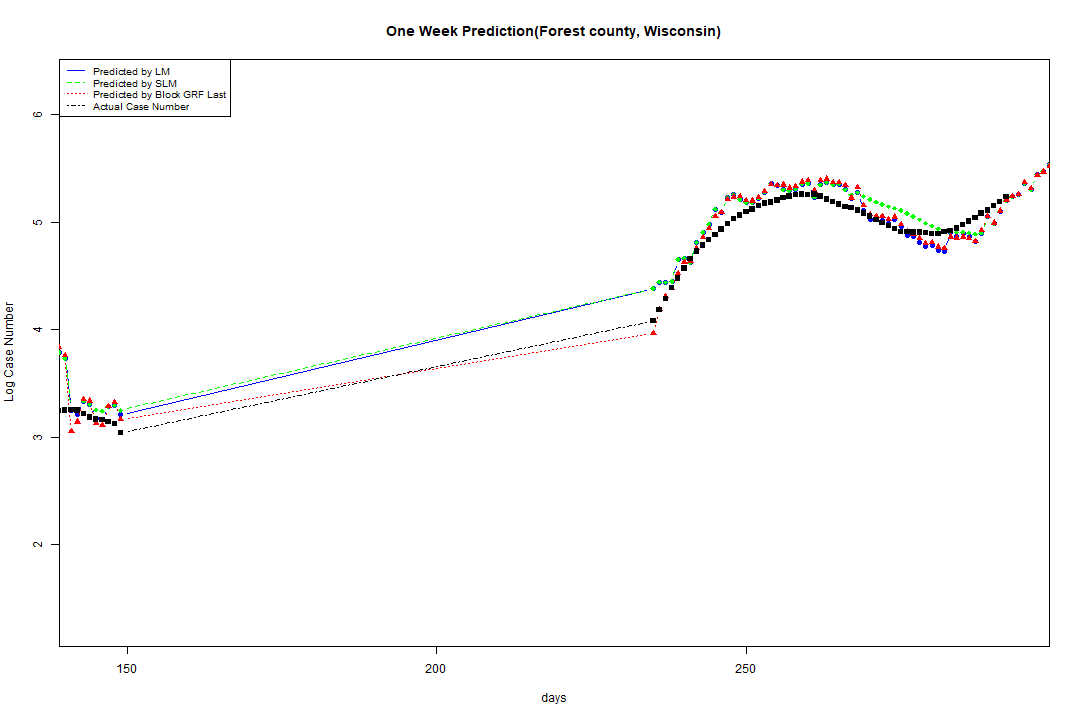 One Week Prediction(Forest county, Wisconsin)
Predicted by LM
Predicted by SLM
Predicted by Block GRF Last
Actual Case Number
6
5
4
3
2
Log Case Number
150
200
250
days